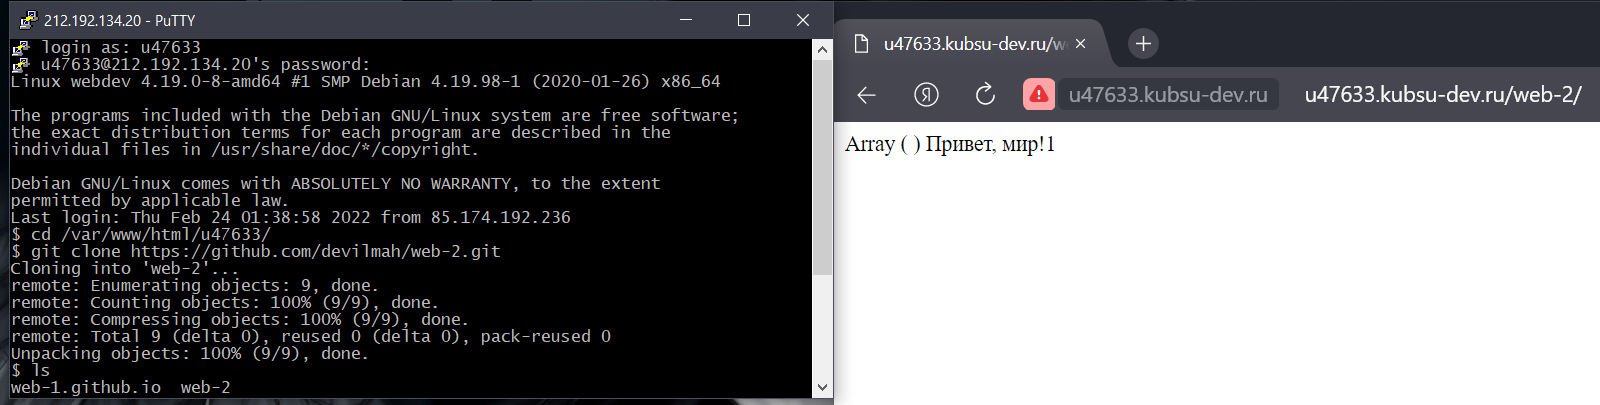 212.192.134.20 - PuTTY
login as: u47633
u47633@212.192.134.20's password:
Linux webdev 4.19.0-8-amd64 #1 SMP Debian 4.19.98-1 (2020-01-26) x86_64
The programs included with the Debian GNU/Linux system are free software;
the exact distribution terms for each program are described in the
individual files in /usr/share/doc/*/copyright.
Debian GNU/Linux comes with ABSOLUTELY NO WARRANTY, to the extent
permitted by applicable law.
Last login: Thu Feb 24 01:38:58 2022 from 85.174.192.236
$ cd /var/www/html/u47633/
$ git clone https://github.com/devilmah/web-2.git
Cloning into 'web-2'...
remote: Enumerating objects: 9, done.
remote: Counting objects: 100% (9/9), done.
remote: Compressing objects: 100% (9/9), done.
remote: Total 9 (delta 0), reused 0 (delta 0), pack-reused 0
Unpacking objects: 100% (9/9), done.
$ ls
web-1.github.io  web-2
u47633.kubsu-dev.ru/we
Я u47633.kubsu-dev.ru u47633.kubsu-dev.ru/web-2/
Array ( ) Привет, мир!1